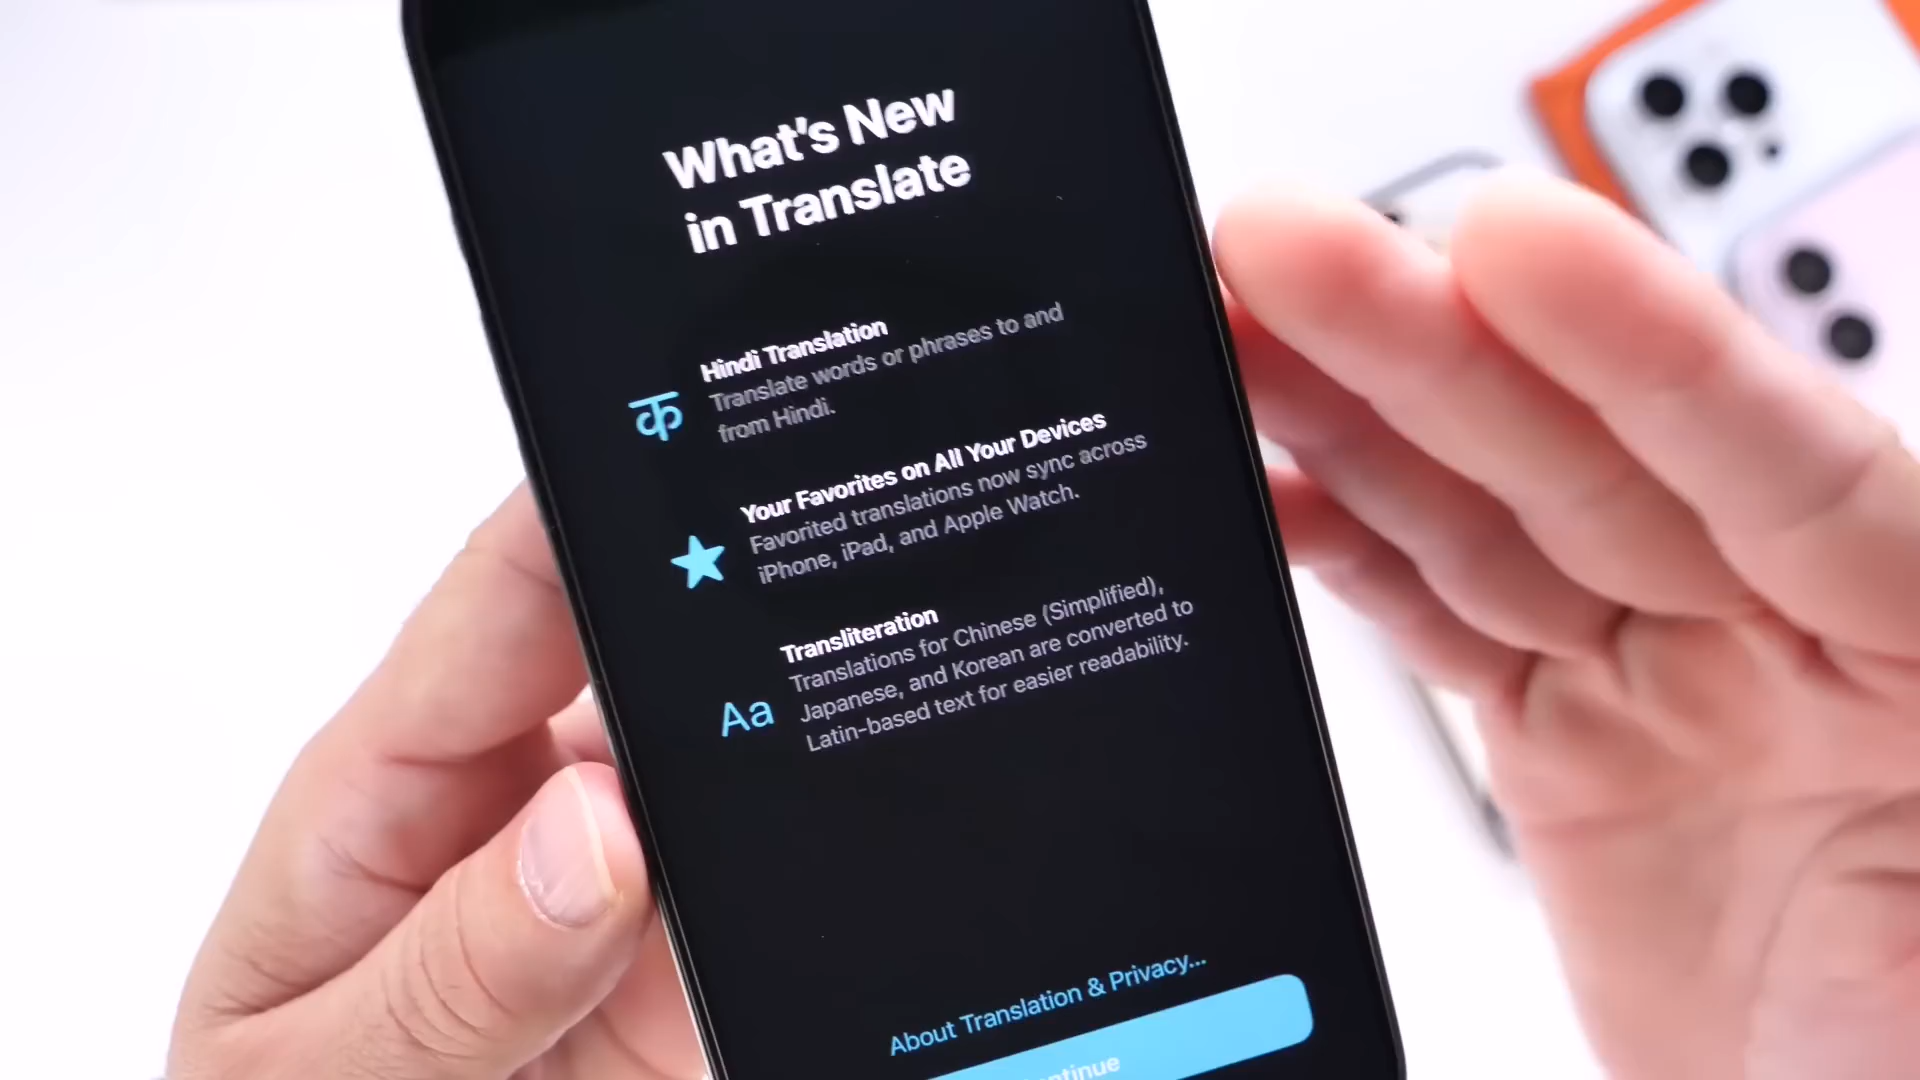 What's New
in Translate
क
Hindi Translation
Translate words or phrases to and
from Hindi.
Your Favorites on All Your Devices
Favorited translations now sync across
iPhone, iPad, and Apple Watch.
Aa
Transliteration
Translations for Chinese (Simplified),
Japanese, and Korean are converted to
Latin-based text for easier readability.
About Translation & Privacy...